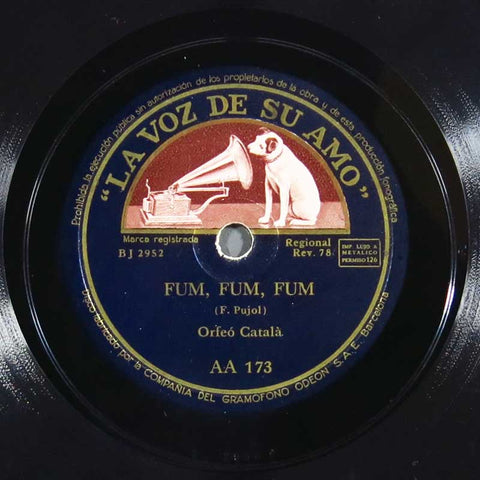 Prohibida la ejecución pública sin autorización de los propietarios de la obra y de esta producción fonográfica
"LA VOZ DE SU AMO"
Marca registrada
BJ 2952
Regional
Rev. 78
IMP. LUJO A
METALICO
PERMISO 126
FUM, FUM, FUM
(F. Pujol)
Orfeó Català
AA 173
fabricado por la COMPAÑIA DEL GRAMOFONO ODEON S.A.E. Barcelona